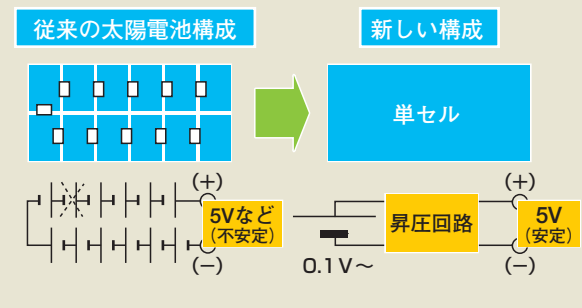 従来の太陽電池構成
新しい構成
単セル
(+)
(+)
5Vなど
(不安定)
昇圧回路
5V
(安定)
(−)
0.1V〜
(−)